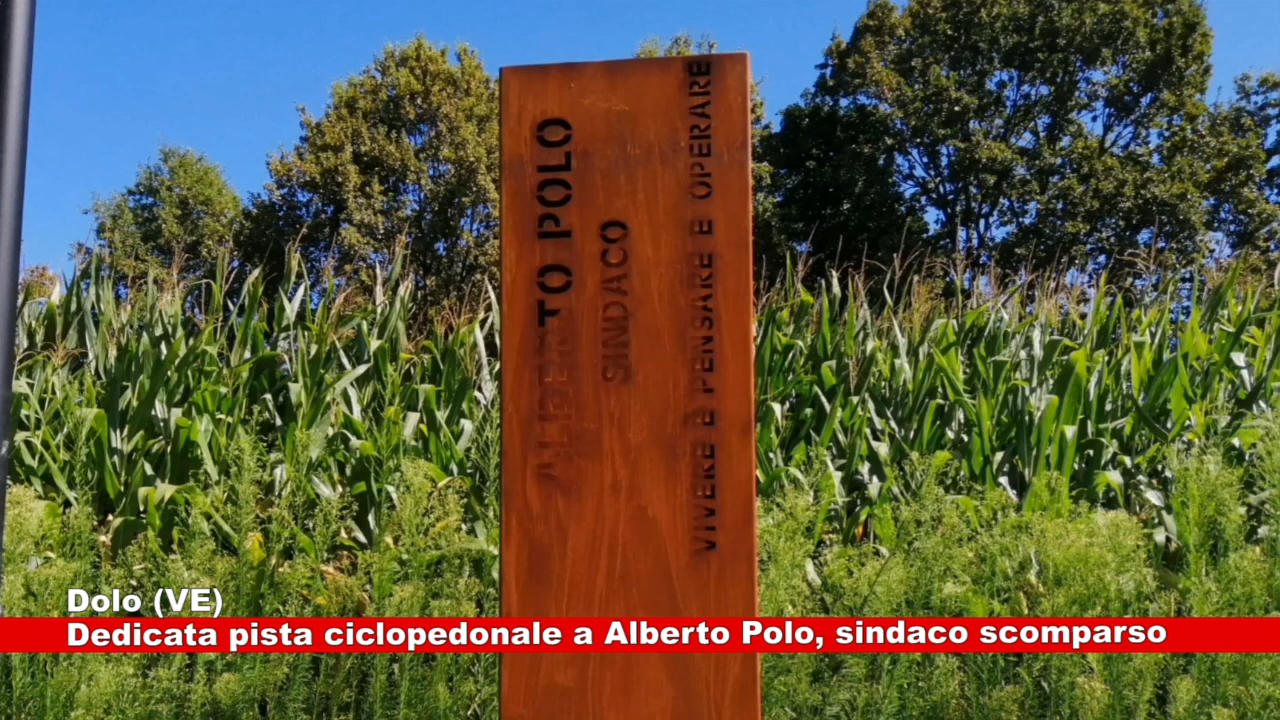 ALBERTO POLO
SINDACO
VIVERE È PENSARE E OPERARE
Dolo (VE)
Dedicata pista ciclopedonale a Alberto Polo, sindaco scomparso